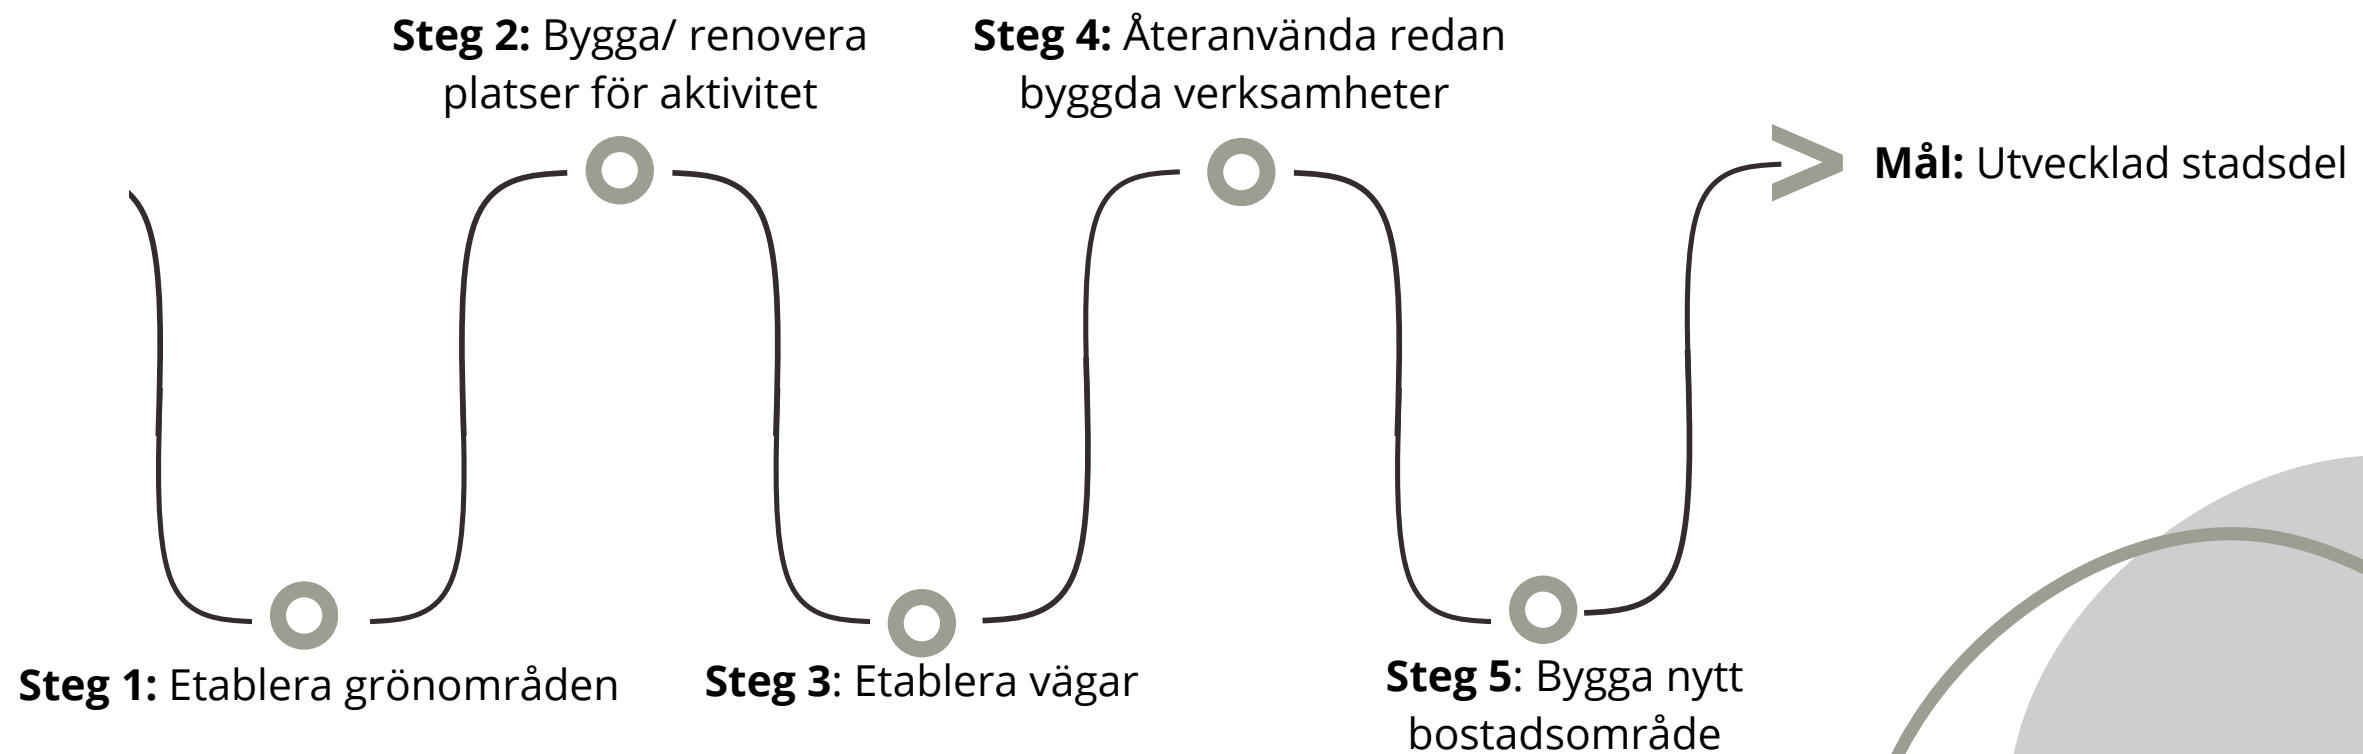 Steg 2: Bygga/ renovera
platser för aktivitet
Steg 4: Återanvända redan
byggda verksamheter
Mål: Utvecklad stadsdel
Steg 1: Etablera grönområden
Steg 3: Etablera vägar
Steg 5: Bygga nytt
bostadsområde